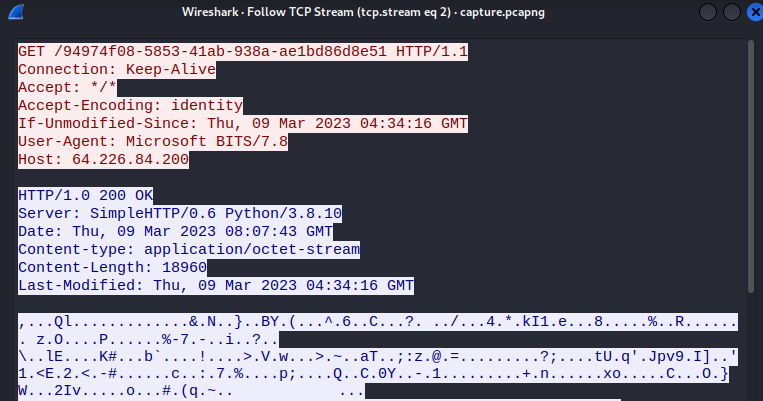 Wireshark · Follow TCP Stream (tcp.stream eq 2) · capture.pcapng
GET /94974f08-5853-41ab-938a-ae1bd86d8e51 HTTP/1.1
Connection: Keep-Alive
Accept: */*
Accept-Encoding: identity
If-Unmodified-Since: Thu, 09 Mar 2023 04:34:16 GMT
User-Agent: Microsoft BITS/7.8
Host: 64.226.84.200
HTTP/1.0 200 OK
Server: SimpleHTTP/0.6 Python/3.8.10
Date: Thu, 09 Mar 2023 08:07:43 GMT
Content-type: application/octet-stream
Content-Length: 18960
Last-Modified: Thu, 09 Mar 2023 04:34:16 GMT
,...Ql.............&.N..}..BY.(...^.6..C...?. ../...4.*.kI1.e...8.....%..R......
. z.O....P......%-7.-..i..?..
\..lE....K#...b`....!....>.V.w...>.~..aT..;:z.@.=.........?;....tU.q'.Jpv9.I]..'
1.<E.2.<.-#......c..:.7.%....p;....Q..C.0Y..-.1.........+.n......xo.....C...O.}
W...2Iv.....o...#.(q.~.. ...